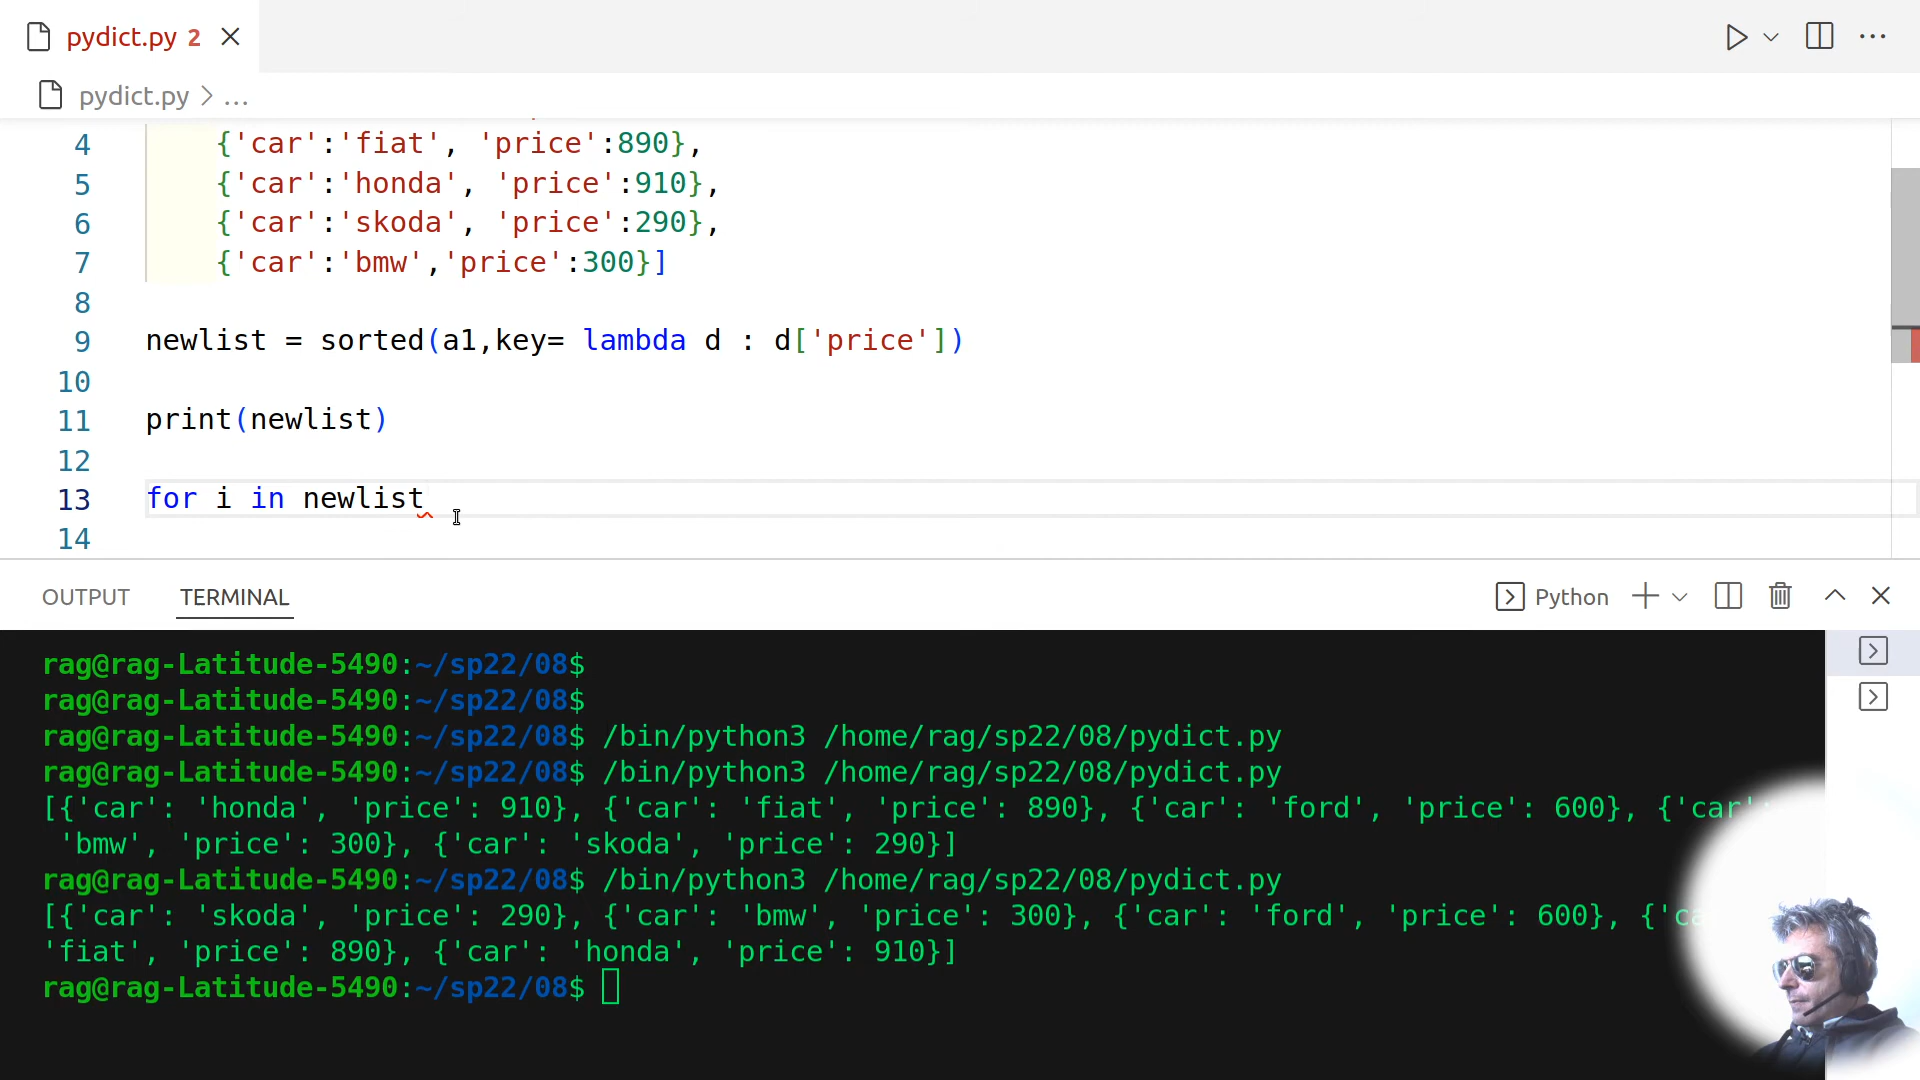 pydict.py 2
pydict.py > ...
4 {'car':'fiat', 'price':890},
5 {'car':'honda', 'price':910},
6 {'car':'skoda', 'price':290},
7 {'car':'bmw','price':300}]
8
9 newlist = sorted(a1,key= lambda d : d['price'])
10
11 print(newlist)
12
13 for i in newlist
14
OUTPUT TERMINAL Python
rag@rag-Latitude-5490:~/sp22/08$
rag@rag-Latitude-5490:~/sp22/08$
rag@rag-Latitude-5490:~/sp22/08$ /bin/python3 /home/rag/sp22/08/pydict.py
rag@rag-Latitude-5490:~/sp22/08$ /bin/python3 /home/rag/sp22/08/pydict.py
[{'car': 'honda', 'price': 910}, {'car': 'fiat', 'price': 890}, {'car': 'ford', 'price': 600}, {'car':
'bmw', 'price': 300}, {'car': 'skoda', 'price': 290}]
rag@rag-Latitude-5490:~/sp22/08$ /bin/python3 /home/rag/sp22/08/pydict.py
[{'car': 'skoda', 'price': 290}, {'car': 'bmw', 'price': 300}, {'car': 'ford', 'price': 600}, {'ca
'fiat', 'price': 890}, {'car': 'honda', 'price': 910}]
rag@rag-Latitude-5490:~/sp22/08$